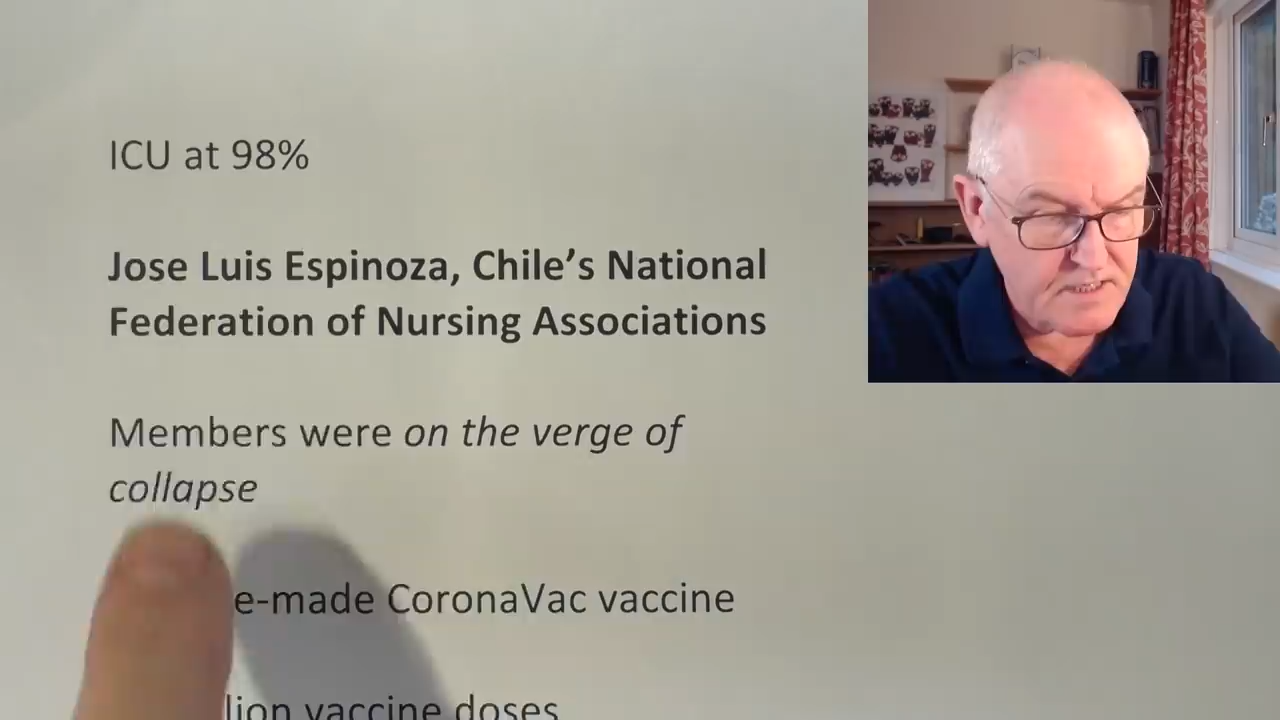 ICU at 98%
Jose Luis Espinoza, Chile’s National
Federation of Nursing Associations
Members were on the verge of
collapse
e-made CoronaVac vaccine
vaccine doses